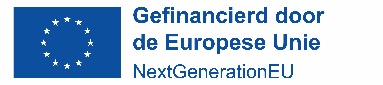 Gefinancierd door
de Europese Unie
NextGenerationEU